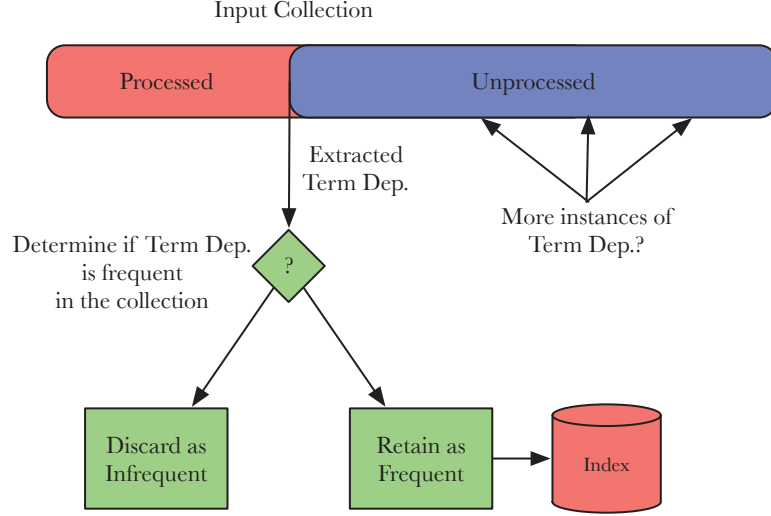 Input Collection
Processed
Unprocessed
Extracted
Term Dep.
More instances of
Term Dep.?
Determine if Term Dep.
is frequent
in the collection
?
Discard as
Infrequent
Retain as
Frequent
Index